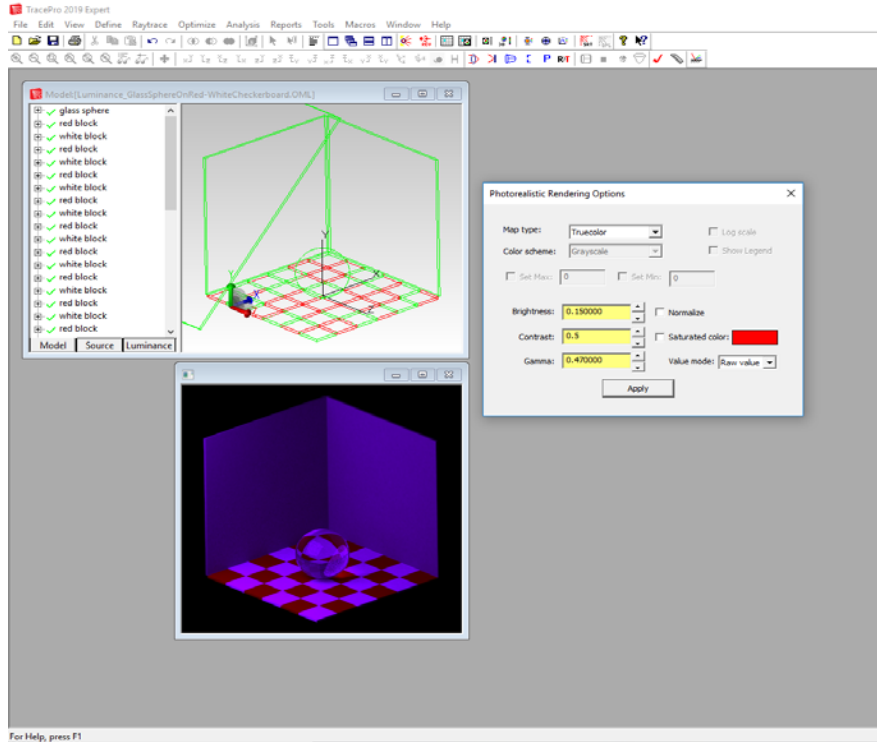 TracePro 2019 Expert
File Edit View Define Raytrace Optimize Analysis Reports Tools Macros Window Help
Model:[Luminance_GlassSphereOnRed-WhiteCheckerboard.OML]
glass sphere
red block
white block
red block
white block
red block
white block
red block
white block
red block
white block
red block
white block
red block
white block
red block
white block
red block
Model Source Luminance
Y
X
Z
Y
X
Z
Photorealistic Rendering Options
Map type: Truecolor Log scale
Color scheme: Grayscale Show Legend
Set Max: 0 Set Min: 0
Brightness: 0.150000 Normalize
Contrast: 0.5 Saturated color:
Gamma: 0.470000 Value mode: Raw value
Apply
For Help, press F1